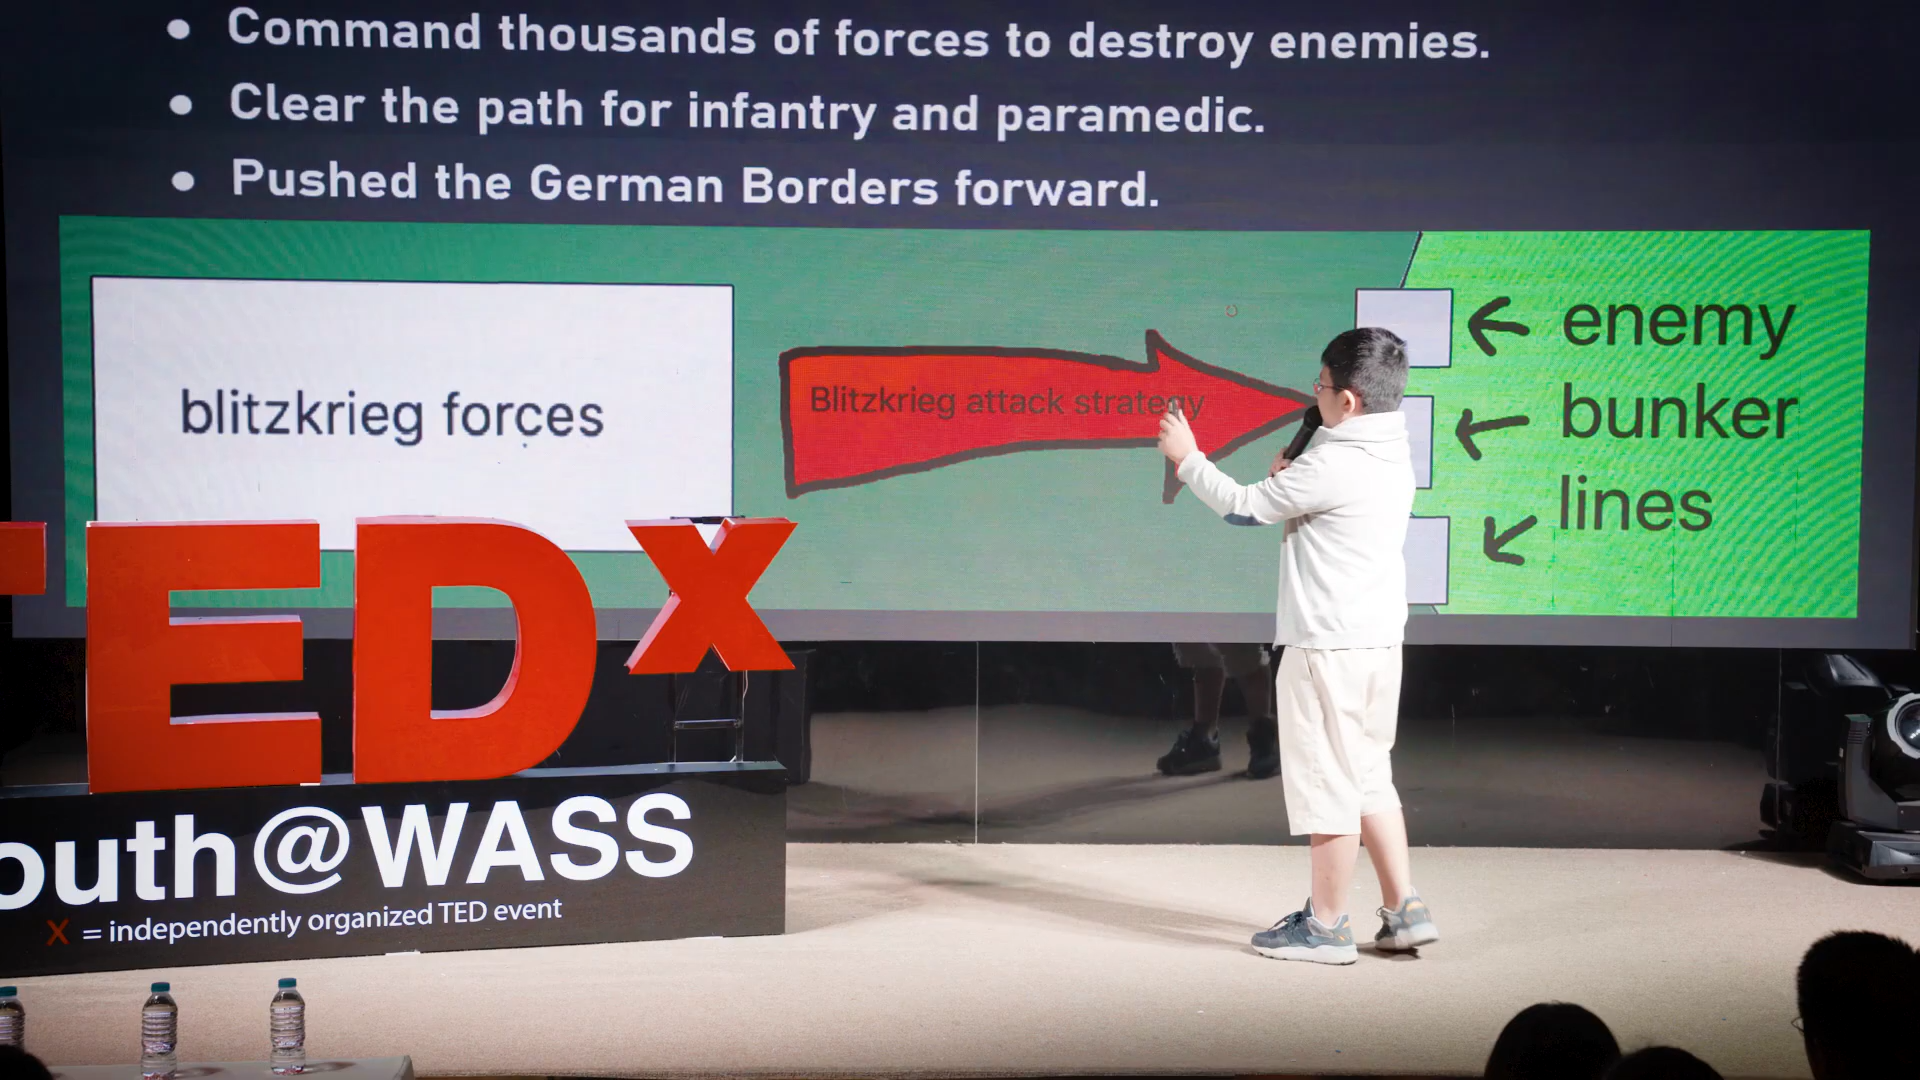 • Command thousands of forces to destroy enemies.
• Clear the path for infantry and paramedic.
• Pushed the German Borders forward.
blitzkrieg forces
Blitzkrieg attack strategy
enemy
bunker
lines
TEDx
outh@WASS
X = independently organized TED event